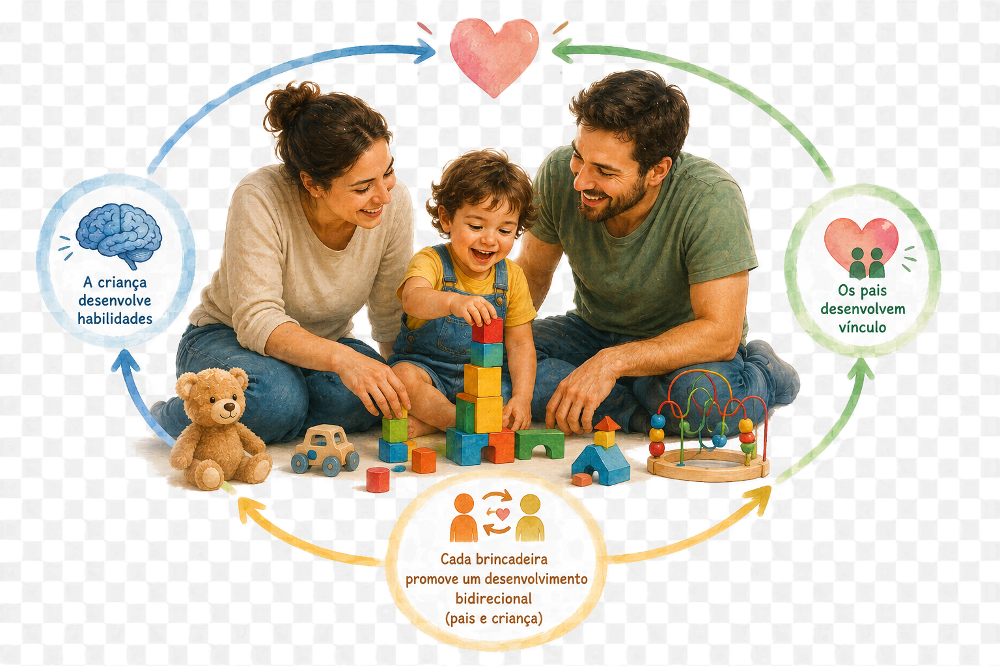 A criança
desenvolve
habilidades
Os pais
desenvolvem
vínculo
Cada brincadeira
promove um desenvolvimento
bidirecional
(pais e criança)